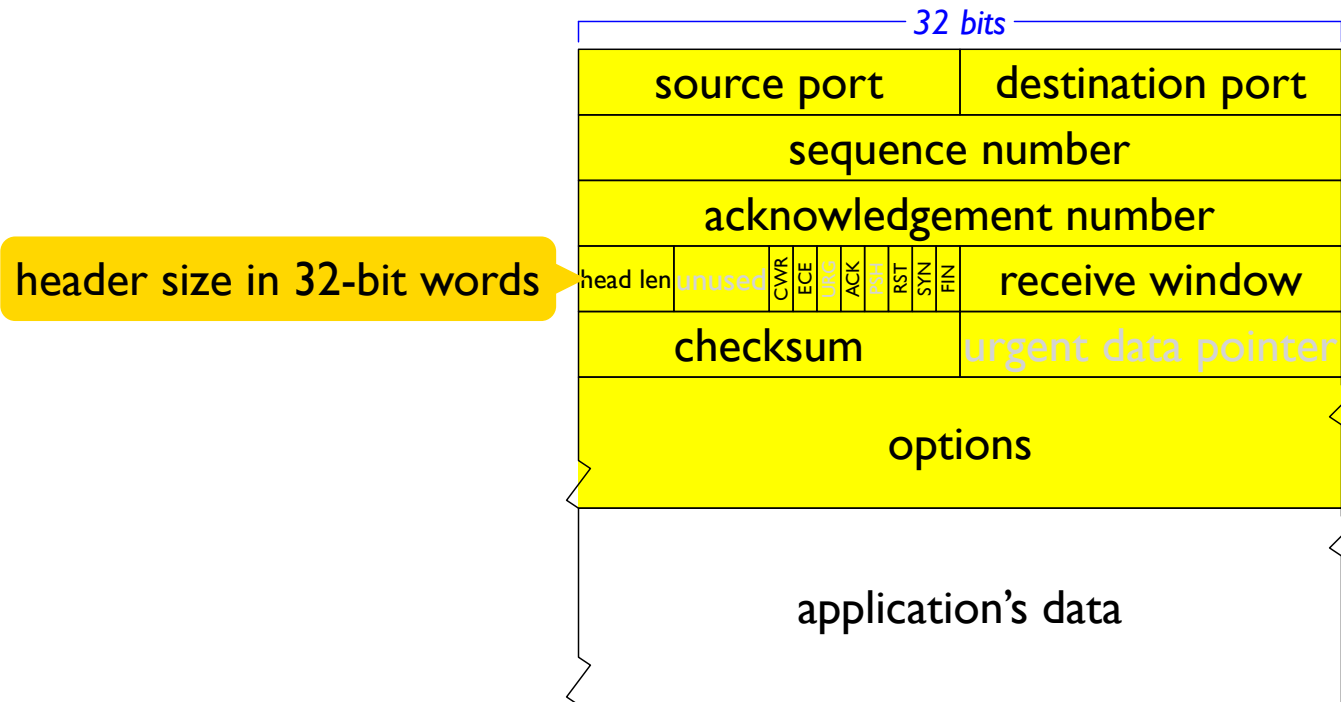 32 bits
source port destination port
sequence number
acknowledgement number
header size in 32-bit words head len unused CWR ECE URG ACK PSH RST SYN FIN receive window
checksum urgent data pointer
options
application’s data